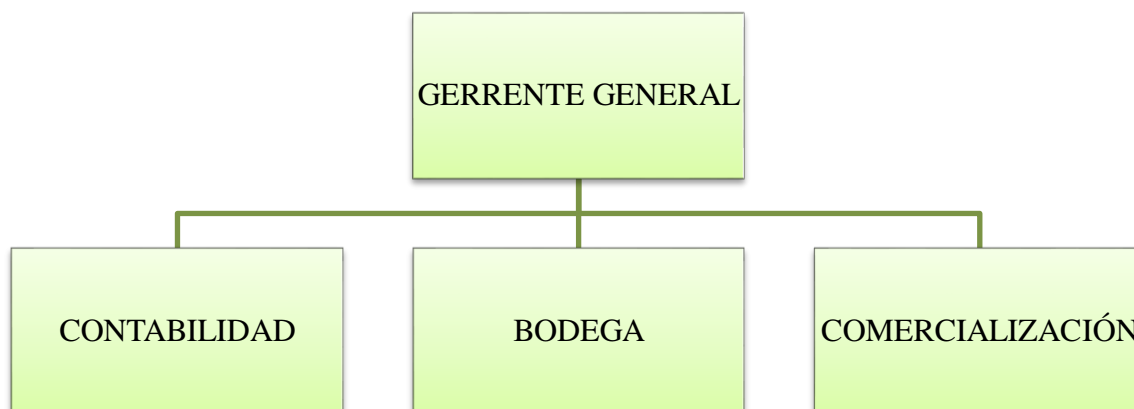 GERRENTE GENERAL
CONTABILIDAD
BODEGA
COMERCIALIZACIÓN